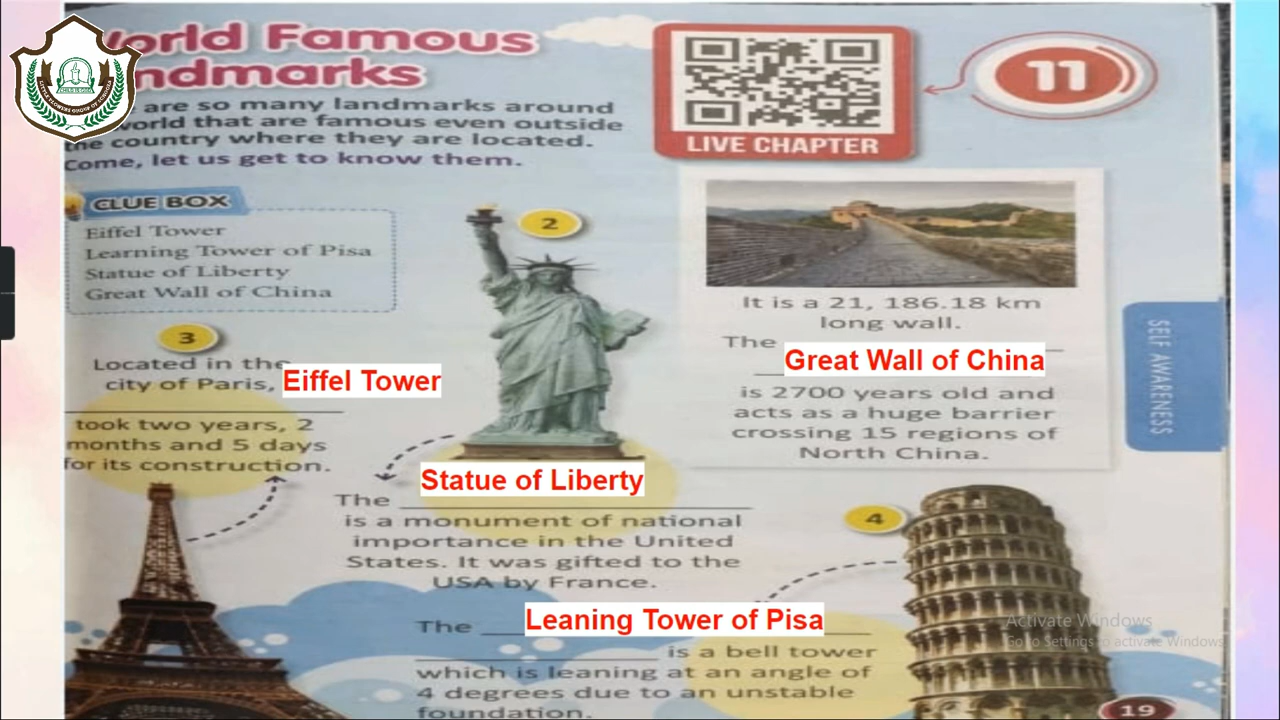 World Famous
ndmarks
are so many landmarks around
world that are famous even outside
the country where they are located.
Come, let us get to know them.
LIVE CHAPTER
11
CLUE BOX
Eiffel Tower
Learning Tower of Pisa
Statue of Liberty
Great Wall of China
2
It is a 21, 186.18 km
long wall.
The
Great Wall of China
is 2700 years old and
acts as a huge barrier
crossing 15 regions of
North China.
SELF AWARENESS
3
Located in the
city of Paris,
Eiffel Tower
took two years, 2
months and 5 days
for its construction.
Statue of Liberty
The
is a monument of national
importance in the United
States. It was gifted to the
USA by France.
4
Leaning Tower of Pisa
The
is a bell tower
which is leaning at an angle of
4 degrees due to an unstable
foundation.
Activate Windows
Go to Settings to activate Windows.
19